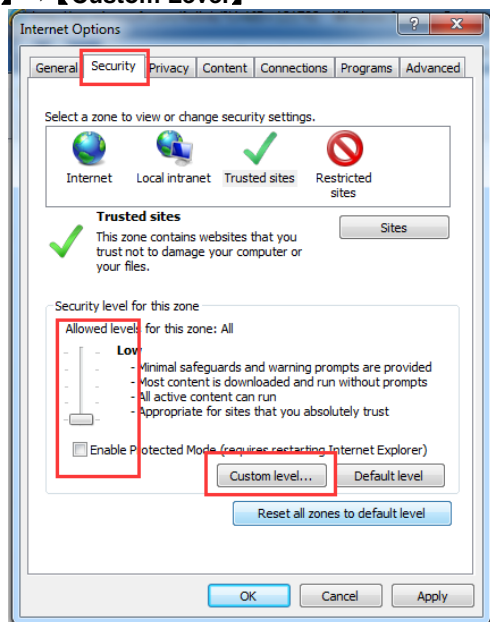 】 【Custom Level】
Internet Options
General Security Privacy Content Connections Programs Advanced
Select a zone to view or change security settings.
Internet Local intranet Trusted sites Restricted
sites
Trusted sites
Sites
This zone contains websites that you
trust not to damage your computer or
your files.
Security level for this zone
Allowed levels for this zone: All
Low
- Minimal safeguards and warning prompts are provided
- Most content is downloaded and run without prompts
- All active content can run
- Appropriate for sites that you absolutely trust
Enable Protected Mode (requires restarting Internet Explorer)
Custom level... Default level
Reset all zones to default level
OK Cancel Apply